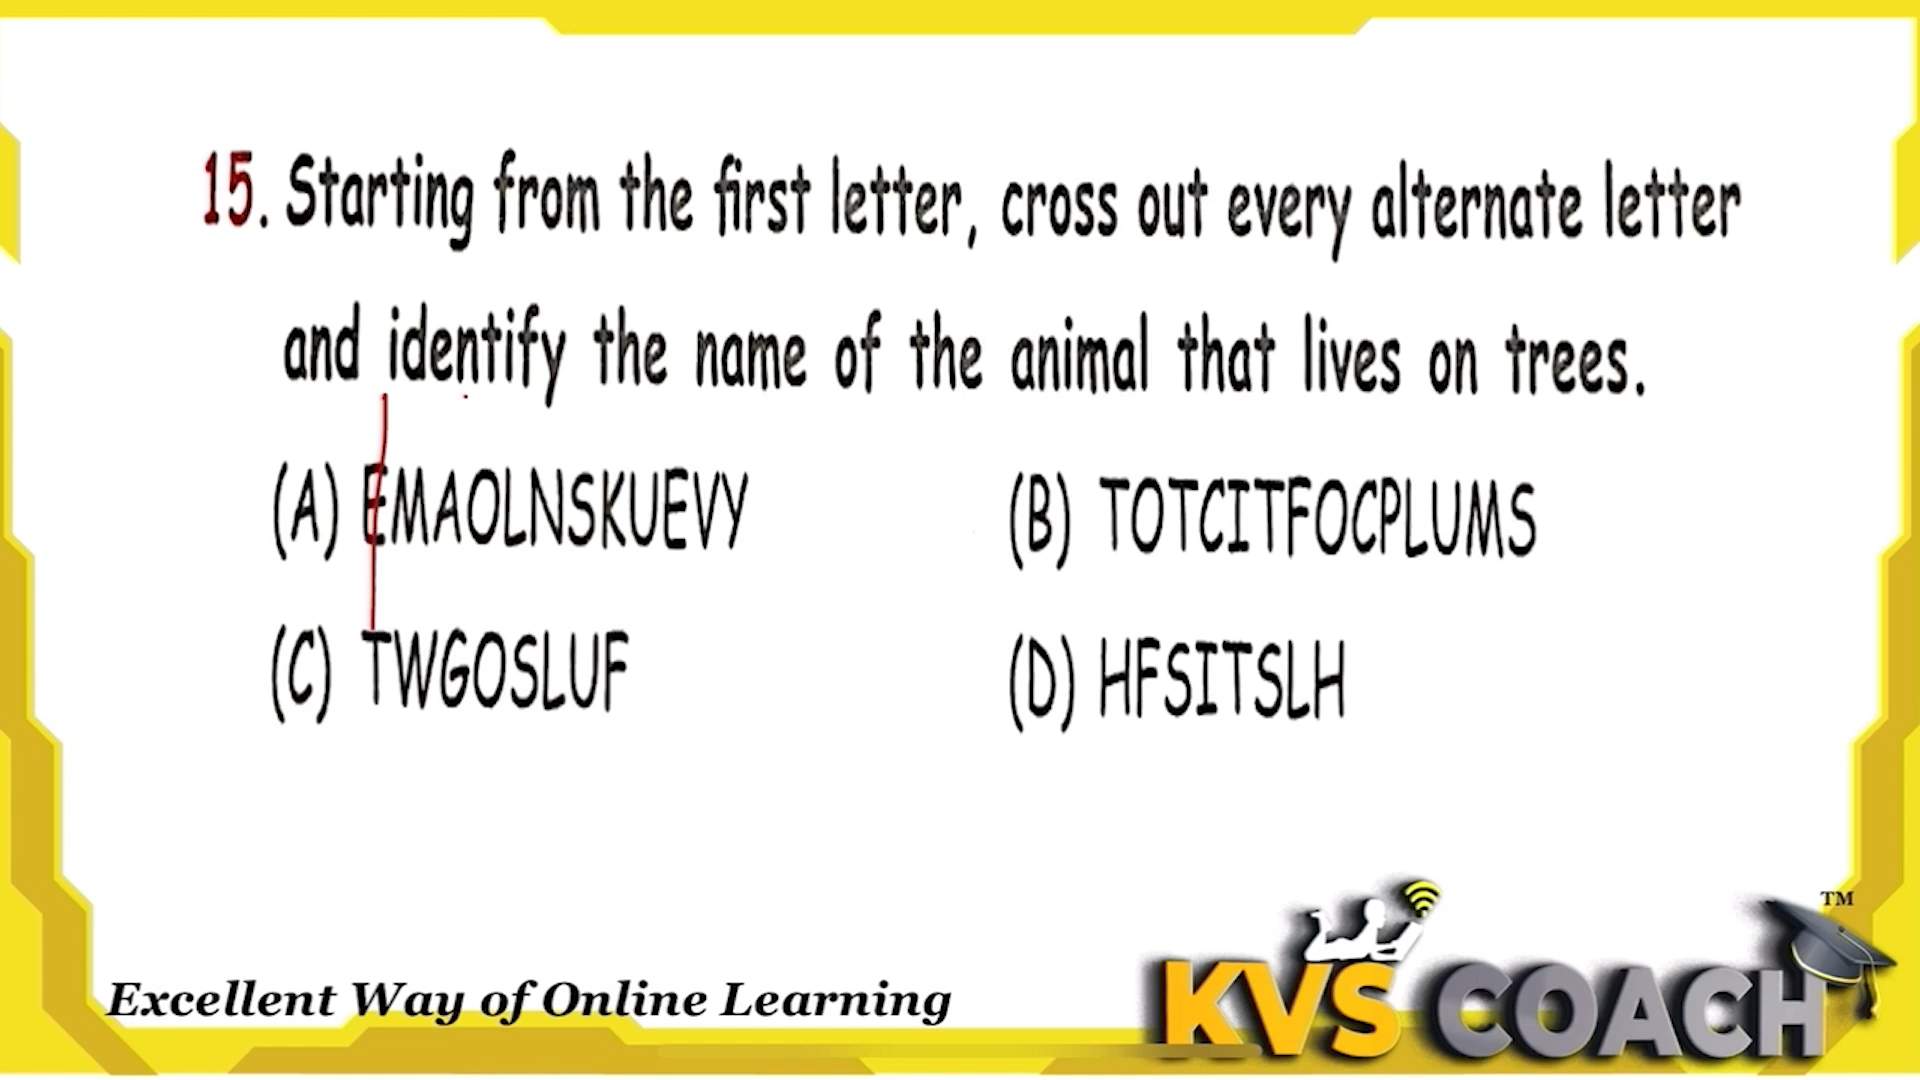 15. Starting from the first letter, cross out every alternate letter
and identify the name of the animal that lives on trees.
(A) EMAOLNSKUEVY (B) TOTCITFOCPLUMS
(C) TWGOSLUF (D) HFSITSLH
Excellent Way of Online Learning
KVS COACH TM